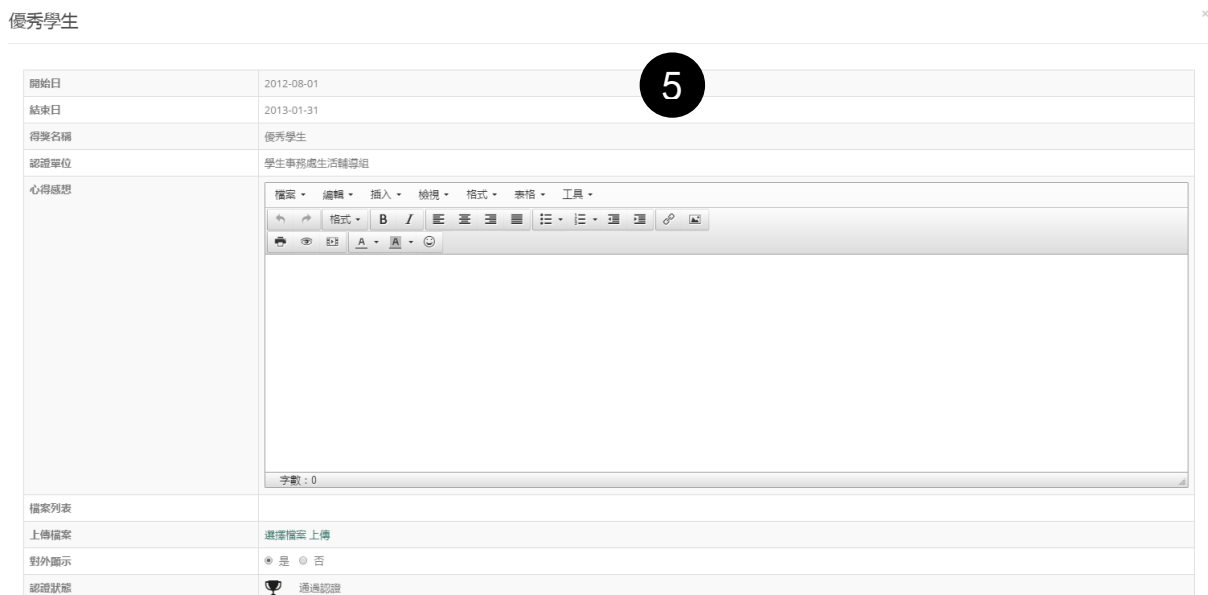 優秀學生
×
5
開始日 2012-08-01
結束日 2013-01-31
得獎名稱 優秀學生
認證單位 學生事務處生活輔導組
心得感想
檔案 編輯 插入 檢視 格式 表格 工具
格式 B I
A A
字數：0
檔案列表
上傳檔案 選擇檔案 上傳
對外顯示 是 否
認證狀態 通過認證